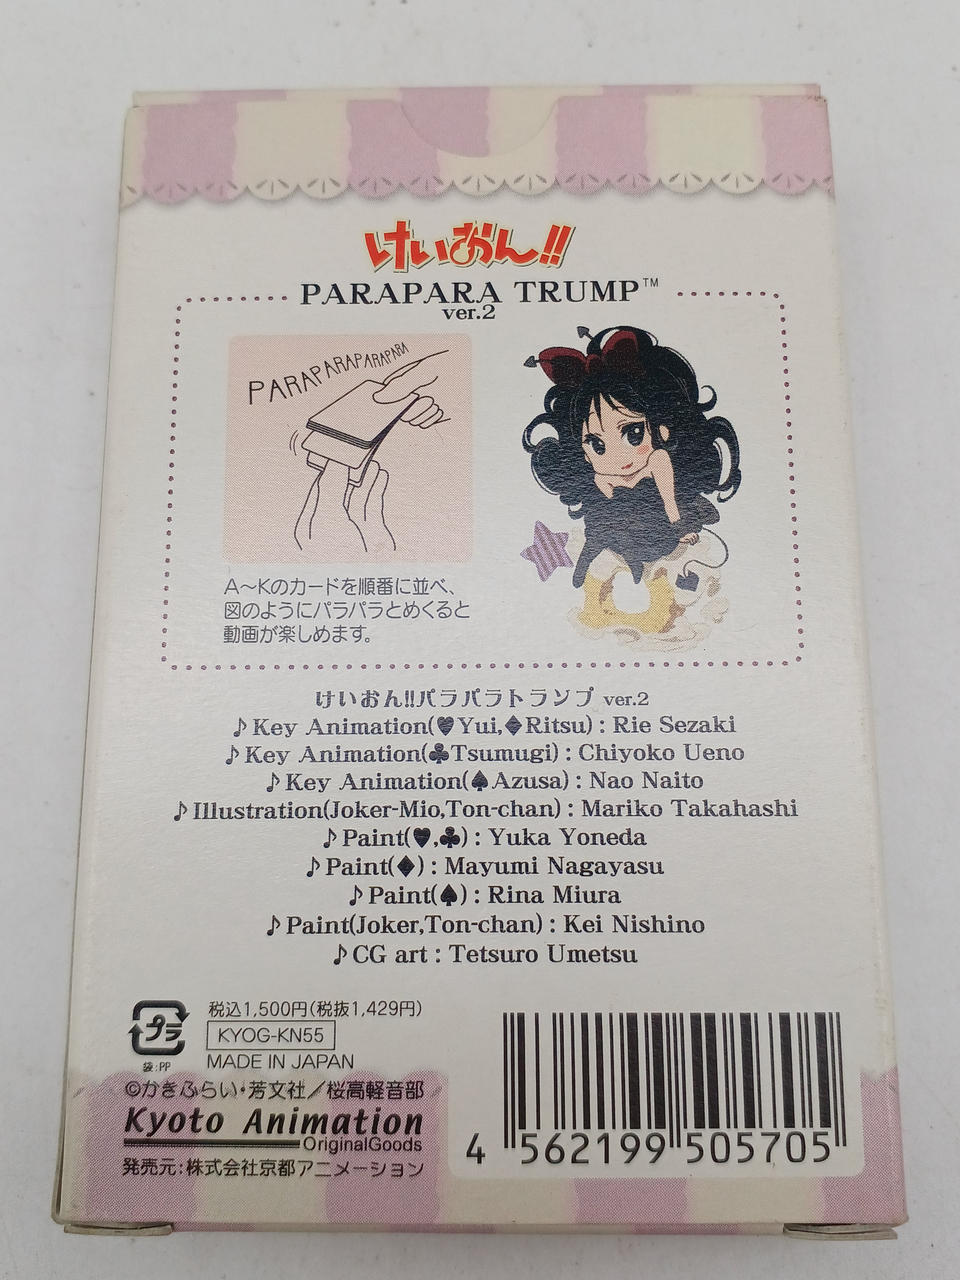 けいおん!!
PARAPARA TRUMP™
ver.2
PARAPARAPARAPARA
A～Kのカードを順番に並べ、
図のようにパラパラとめくると
動画が楽しめます。
けいおん!!パラパラトランプ ver.2
♪Key Animation(♥Yui,♦Ritsu) : Rie Sezaki
♪Key Animation(♣Tsumugi) : Chiyoko Ueno
♪Key Animation(♠Azusa) : Nao Naito
♪Illustration(Joker-Mio,Ton-chan) : Mariko Takahashi
♪Paint(♥,♣) : Yuka Yoneda
♪Paint(♦) : Mayumi Nagayasu
♪Paint(♠) : Rina Miura
♪Paint(Joker,Ton-chan) : Kei Nishino
♪CG art : Tetsuro Umetsu
プラ
袋:PP
税込1,500円(税抜1,429円)
KYOG-KN55
MADE IN JAPAN
©かきふらい・芳文社／桜高軽音部
Kyoto Animation
OriginalGoods
発売元:株式会社京都アニメーション
4 562199 505705